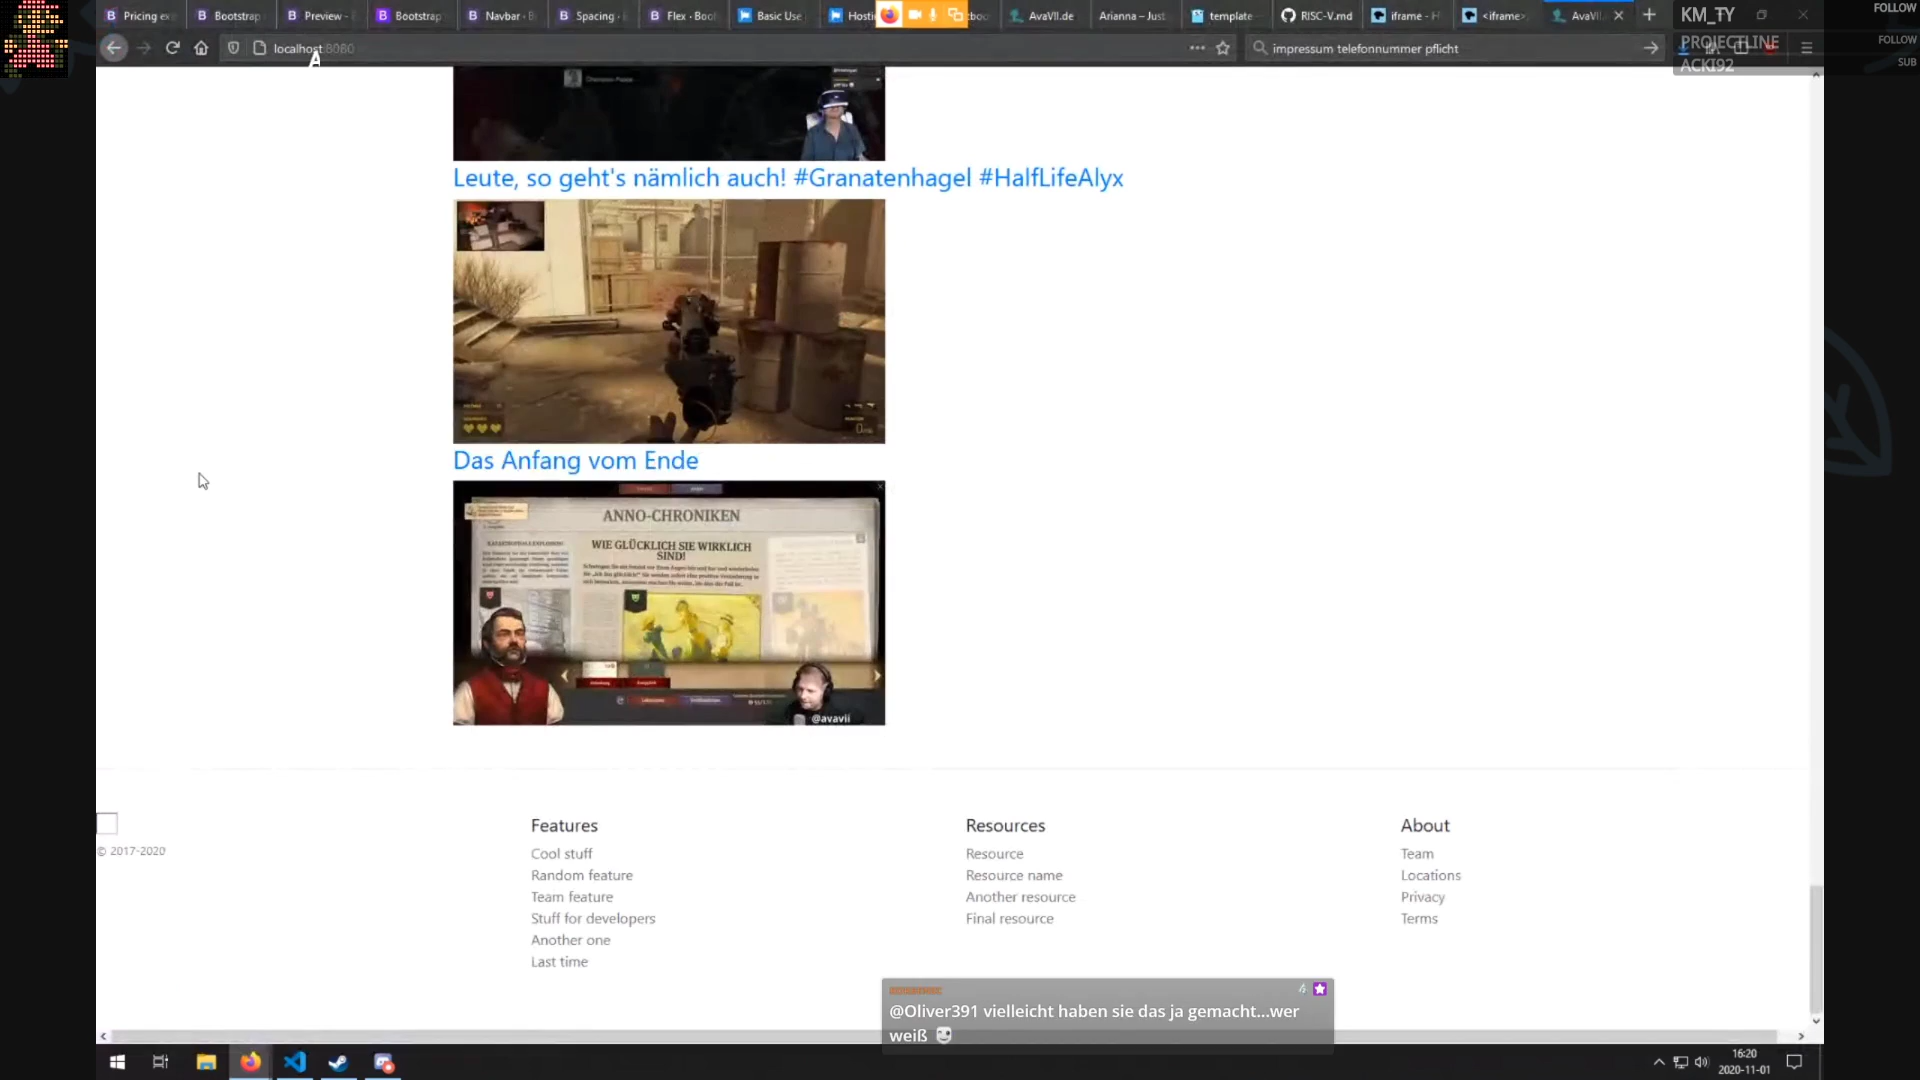 Pricing ex
Bootstrap
Preview -
Bootstrap
Navbar · B
Spacing ·
Flex · Boo
Basic Use
Hosti
AvaVII.de
Arianna – Just
template
RISC-V.md
iframe - H
<iframe>
AvaVII.
KM_TY
FOLLOW
localhost:8080
impressum telefonnummer pflicht
PROJECTLINE
FOLLOW
ACKI92
SUB
Leute, so geht's nämlich auch! #Granatenhagel #HalfLifeAlyx
Das Anfang vom Ende
ANNO-CHRONIKEN
WIE GLÜCKLICH SIE WIRKLICH
SIND!
@avavii
© 2017-2020
Features
Cool stuff
Random feature
Team feature
Stuff for developers
Another one
Last time
Resources
Resource
Resource name
Another resource
Final resource
About
Team
Locations
Privacy
Terms
@Oliver391 vielleicht haben sie das ja gemacht...wer
weiß
16:20
2020-11-01